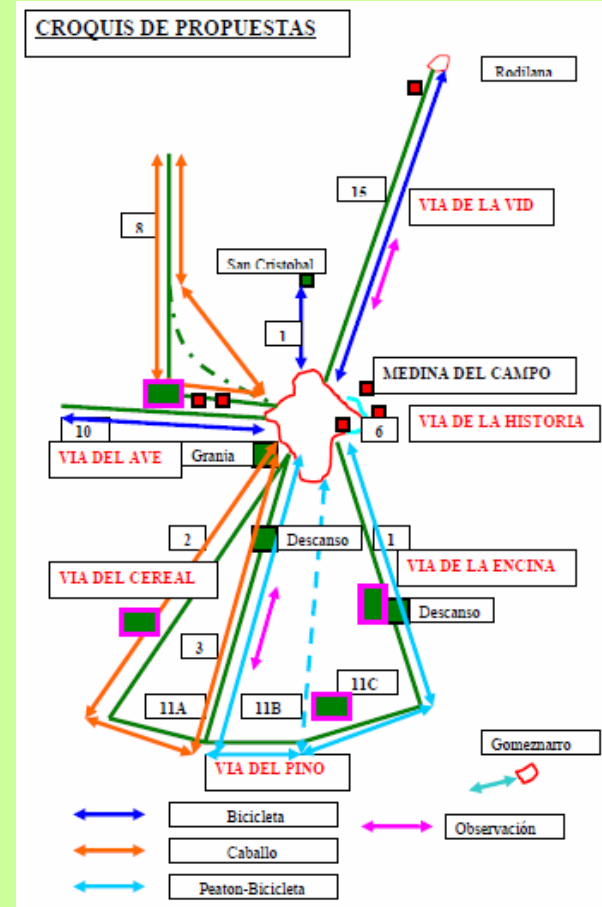 CROQUIS DE PROPUESTAS
Rodilana
15
VIA DE LA VID
8
San Cristobal
1
MEDINA DEL CAMPO
6
VIA DE LA HISTORIA
10
VIA DEL AVE
Granja
2
Descanso
1
VIA DEL CEREAL
VIA DE LA ENCINA
Descanso
3
11A
11B
11C
Gomeznarro
VIA DEL PINO
Bicicleta
Observación
Caballo
Peaton-Bicicleta